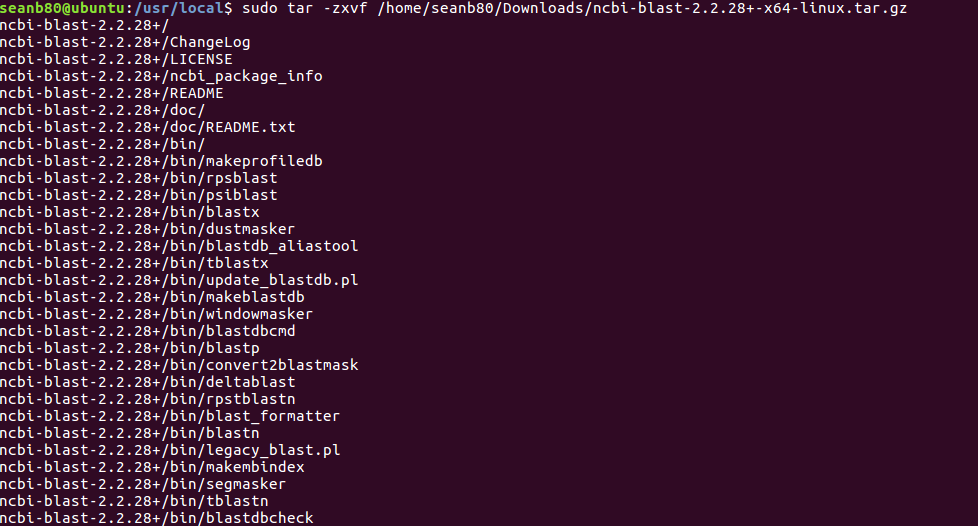 seanb80@ubuntu:/usr/local$ sudo tar -zxvf /home/seanb80/Downloads/ncbi-blast-2.2.28+-x64-linux.tar.gz
ncbi-blast-2.2.28+/
ncbi-blast-2.2.28+/ChangeLog
ncbi-blast-2.2.28+/LICENSE
ncbi-blast-2.2.28+/ncbi_package_info
ncbi-blast-2.2.28+/README
ncbi-blast-2.2.28+/doc/
ncbi-blast-2.2.28+/doc/README.txt
ncbi-blast-2.2.28+/bin/
ncbi-blast-2.2.28+/bin/makeprofiledb
ncbi-blast-2.2.28+/bin/rpsblast
ncbi-blast-2.2.28+/bin/psiblast
ncbi-blast-2.2.28+/bin/blastx
ncbi-blast-2.2.28+/bin/dustmasker
ncbi-blast-2.2.28+/bin/blastdb_aliastool
ncbi-blast-2.2.28+/bin/tblastx
ncbi-blast-2.2.28+/bin/update_blastdb.pl
ncbi-blast-2.2.28+/bin/makeblastdb
ncbi-blast-2.2.28+/bin/windowmasker
ncbi-blast-2.2.28+/bin/blastdbcmd
ncbi-blast-2.2.28+/bin/blastp
ncbi-blast-2.2.28+/bin/convert2blastmask
ncbi-blast-2.2.28+/bin/deltablast
ncbi-blast-2.2.28+/bin/rpstblastn
ncbi-blast-2.2.28+/bin/blast_formatter
ncbi-blast-2.2.28+/bin/blastn
ncbi-blast-2.2.28+/bin/legacy_blast.pl
ncbi-blast-2.2.28+/bin/makembindex
ncbi-blast-2.2.28+/bin/segmasker
ncbi-blast-2.2.28+/bin/tblastn
ncbi-blast-2.2.28+/bin/blastdbcheck